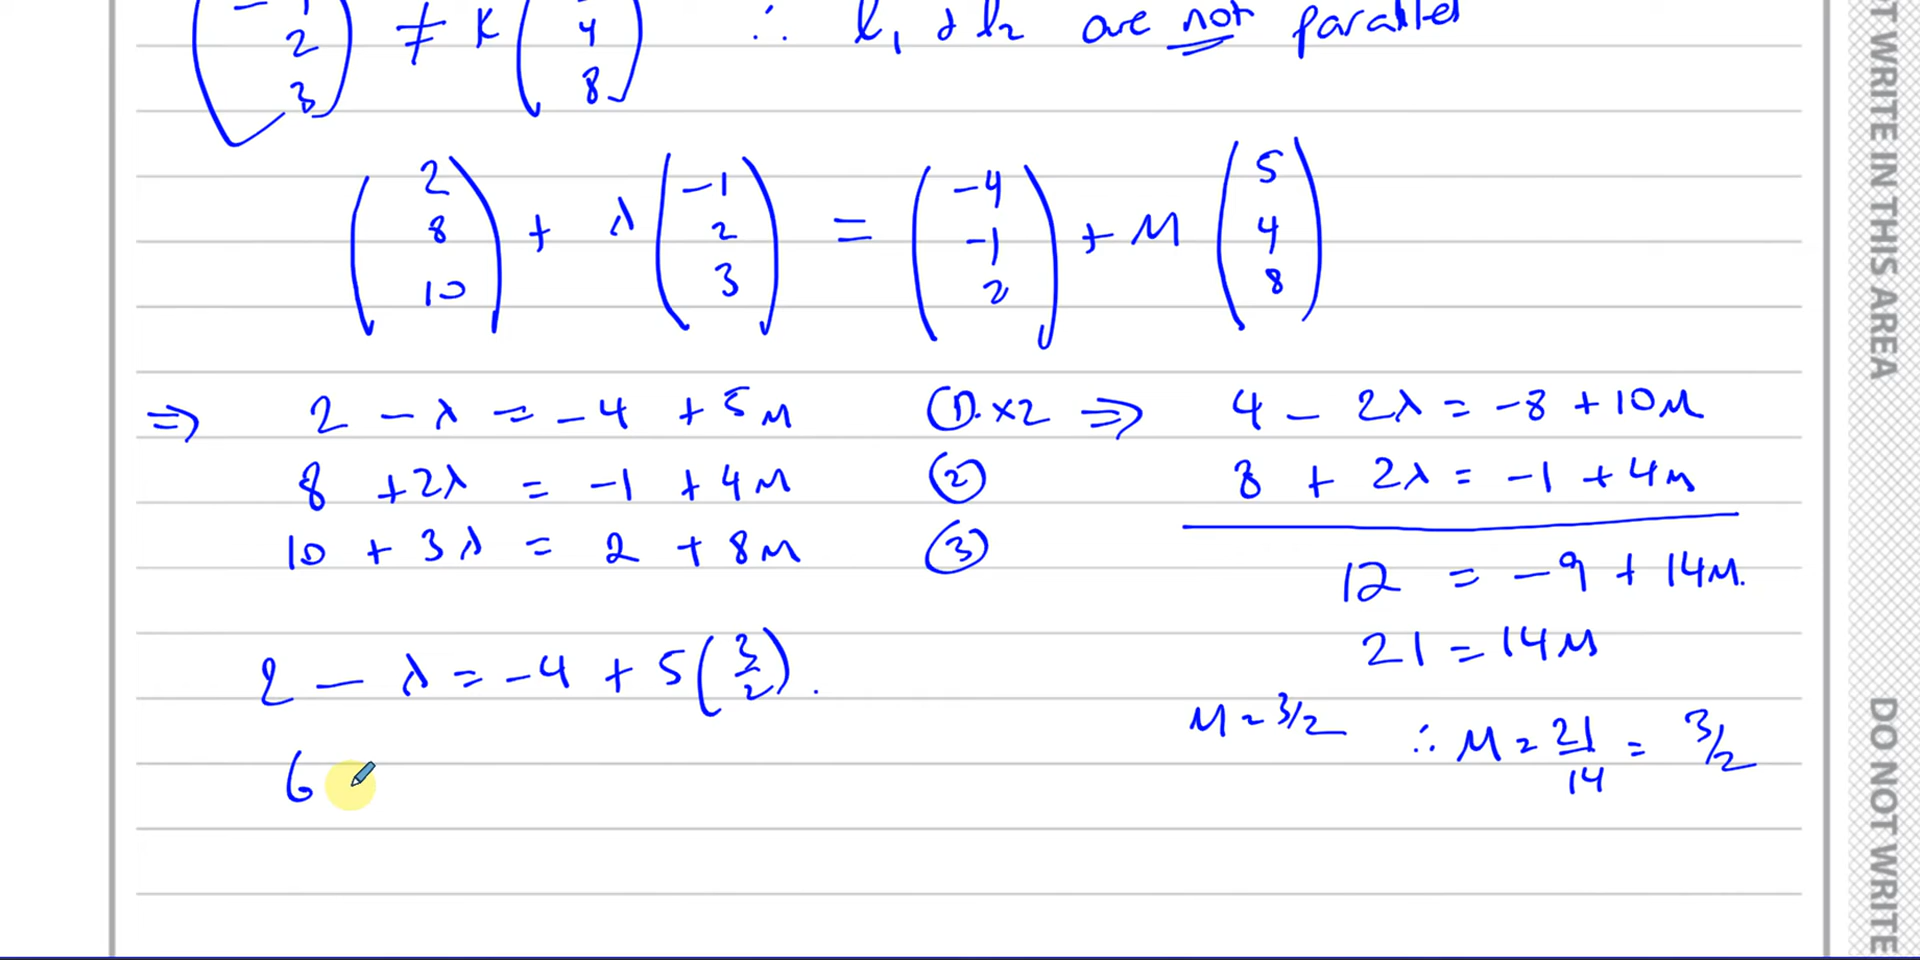 ( -1 2 3 ) ≠ K ( 4 8 ) ∴ l₁ & l₂ are not parallel
( 2 8 10 ) + λ ( -1 2 3 ) = ( -4 -1 2 ) + μ ( 5 4 8 )
⇒ 2 - λ = -4 + 5μ ①. ×2 ⇒ 4 - 2λ = -8 + 10μ
8 + 2λ = -1 + 4μ ② 8 + 2λ = -1 + 4μ
10 + 3λ = 2 + 8μ ③
12 = -9 + 14μ.
21 = 14μ
2 - λ = -4 + 5(3/2).
μ = 3/2 ∴ μ = 21/14 = 3/2
6
WRITE IN THIS AREA
DO NOT WRITE